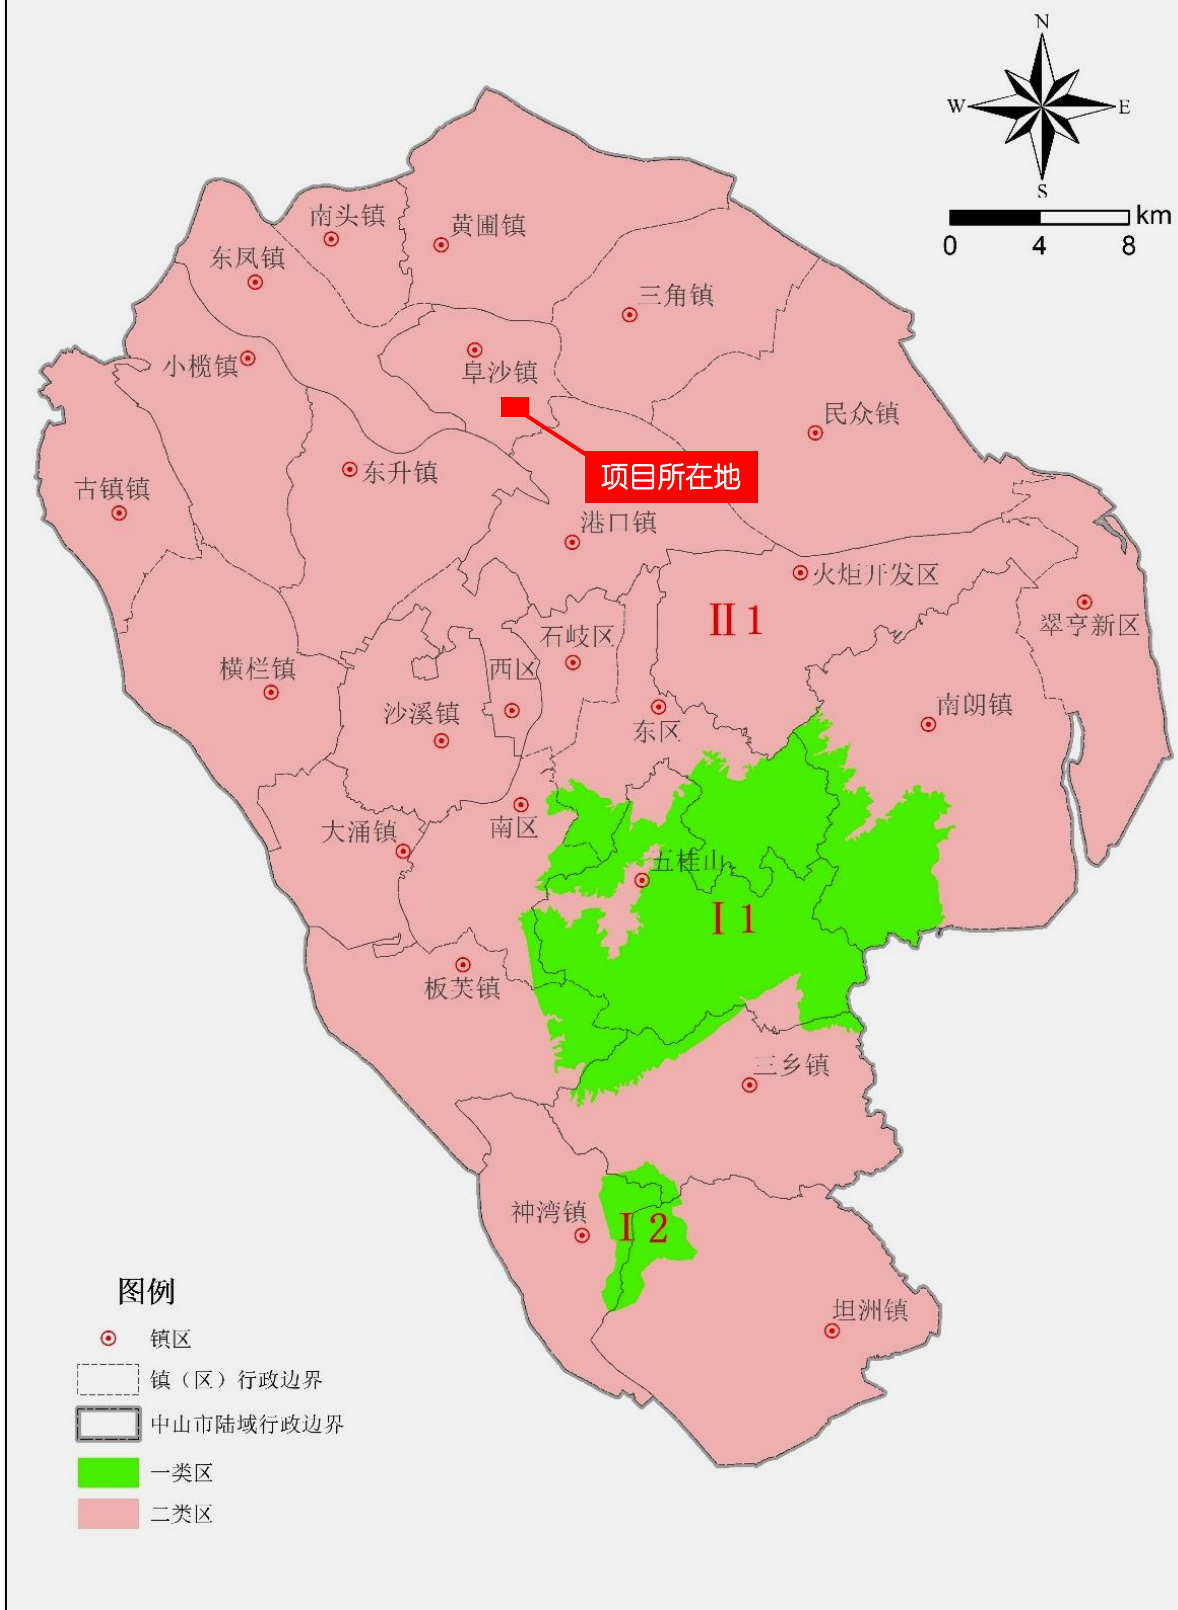 N
W
E
S
km
0 4 8
南头镇
黄圃镇
东凤镇
三角镇
小榄镇
阜沙镇
民众镇
东升镇
项目所在地
古镇镇
港口镇
火炬开发区
II 1
翠亨新区
石岐区
西区
横栏镇
沙溪镇
东区
南朗镇
南区
大涌镇
五桂山
I 1
板芙镇
三乡镇
神湾镇
I 2
坦洲镇
图例
镇区
镇（区）行政边界
中山市陆域行政边界
一类区
二类区